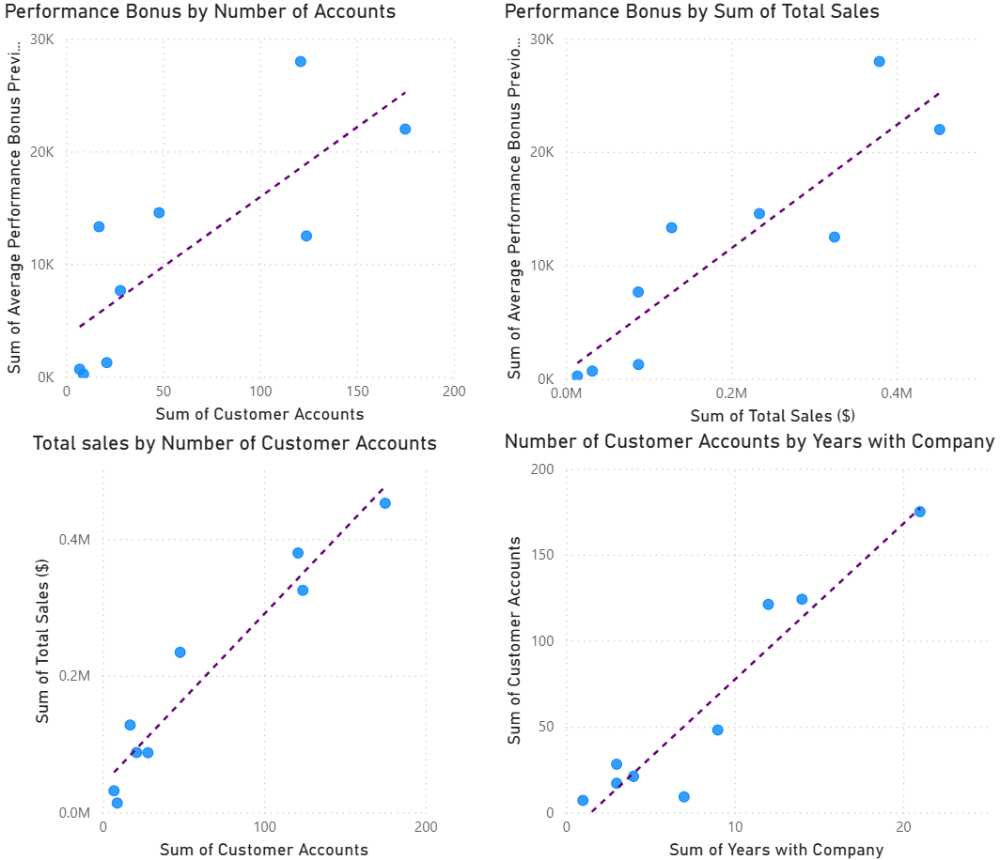 Performance Bonus by Number of Accounts
Sum of Average Performance Bonus Previ...
30K
20K
10K
0K
0 50 100 150 200
Sum of Customer Accounts
Performance Bonus by Sum of Total Sales
Sum of Average Performance Bonus Previo...
30K
20K
10K
0K
0.0M 0.2M 0.4M
Sum of Total Sales ($)
Total sales by Number of Customer Accounts
Sum of Total Sales ($)
0.4M
0.2M
0.0M
0 100 200
Sum of Customer Accounts
Number of Customer Accounts by Years with Company
Sum of Customer Accounts
200
150
100
50
0
0 10 20
Sum of Years with Company